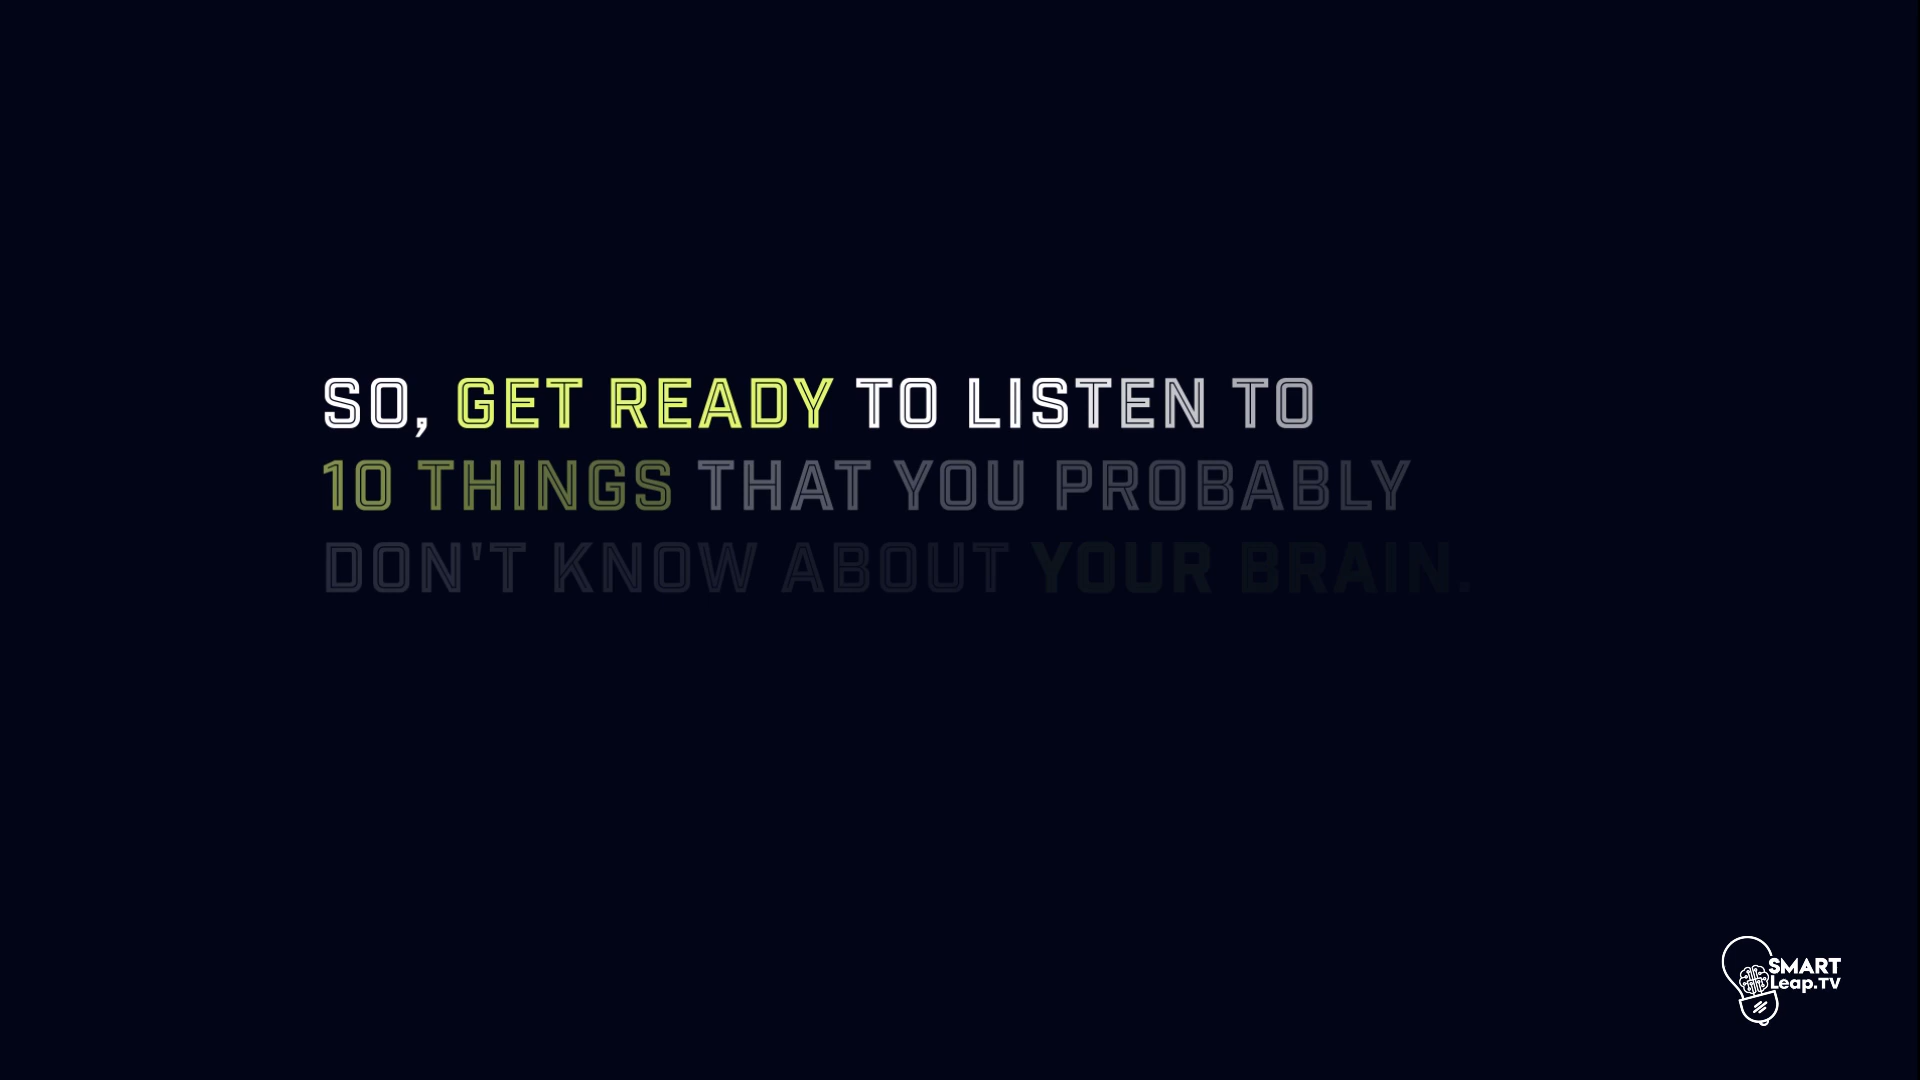 SO, GET READY TO LISTEN TO
10 THINGS THAT YOU PROBABLY
DON'T KNOW ABOUT YOUR BRAIN.
SMART
Leap.TV